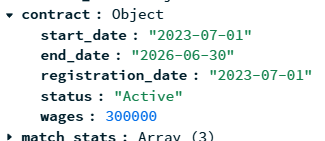 contract : Object
start_date : "2023-07-01"
end_date : "2026-06-30"
registration_date : "2023-07-01"
status : "Active"
wages : 300000
match_stats : Array (3)